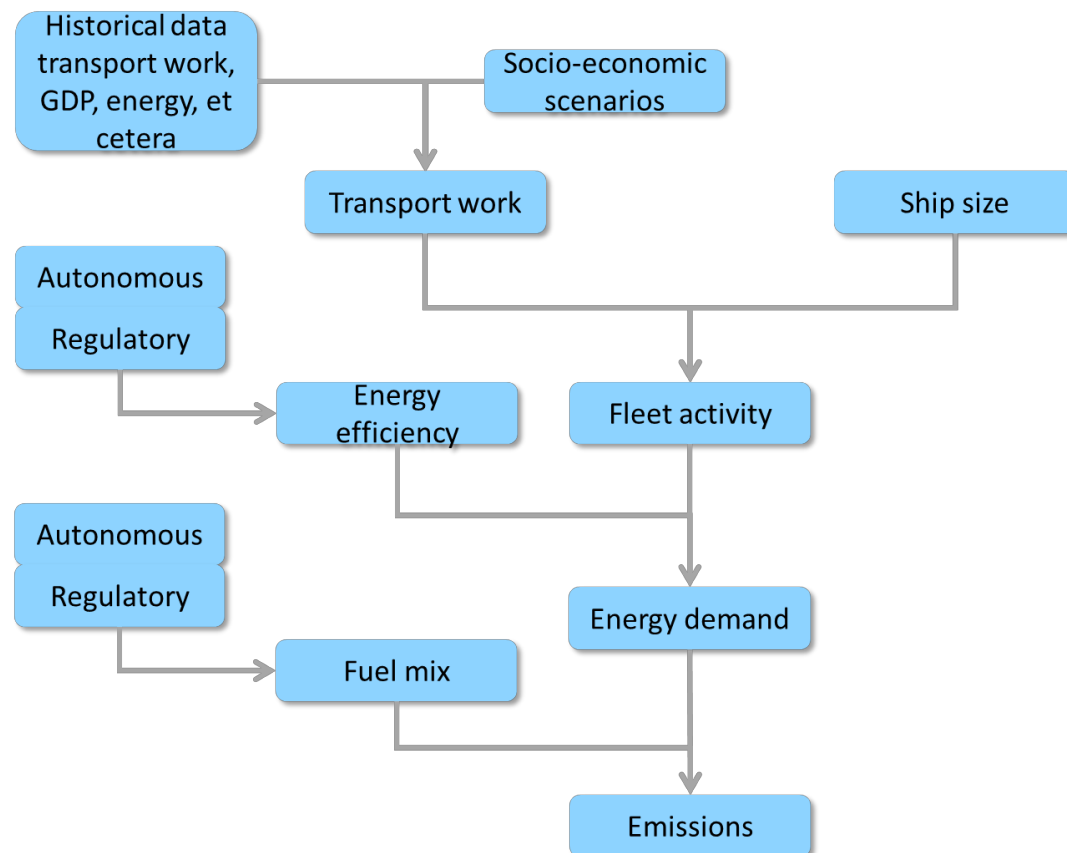 Historical data
transport work,
GDP, energy, et
cetera
Socio-economic
scenarios
Transport work
Ship size
Autonomous
Regulatory
Energy
efficiency
Fleet activity
Autonomous
Regulatory
Energy demand
Fuel mix
Emissions